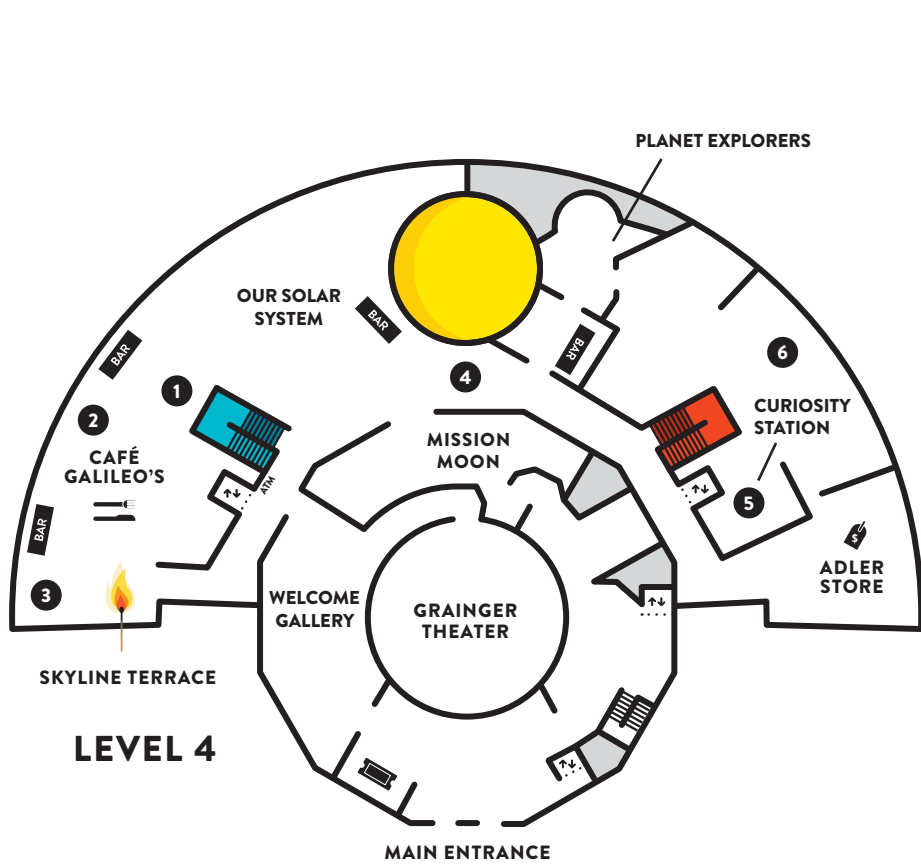 PLANET EXPLORERS
OUR SOLAR
SYSTEM
BAR
BAR
BAR
6
1
4
2
CURIOSITY
STATION
MISSION
MOON
CAFÉ
GALILEO'S
ATM
5
$
BAR
ADLER
STORE
3
WELCOME
GALLERY
GRAINGER
THEATER
SKYLINE TERRACE
LEVEL 4
MAIN ENTRANCE